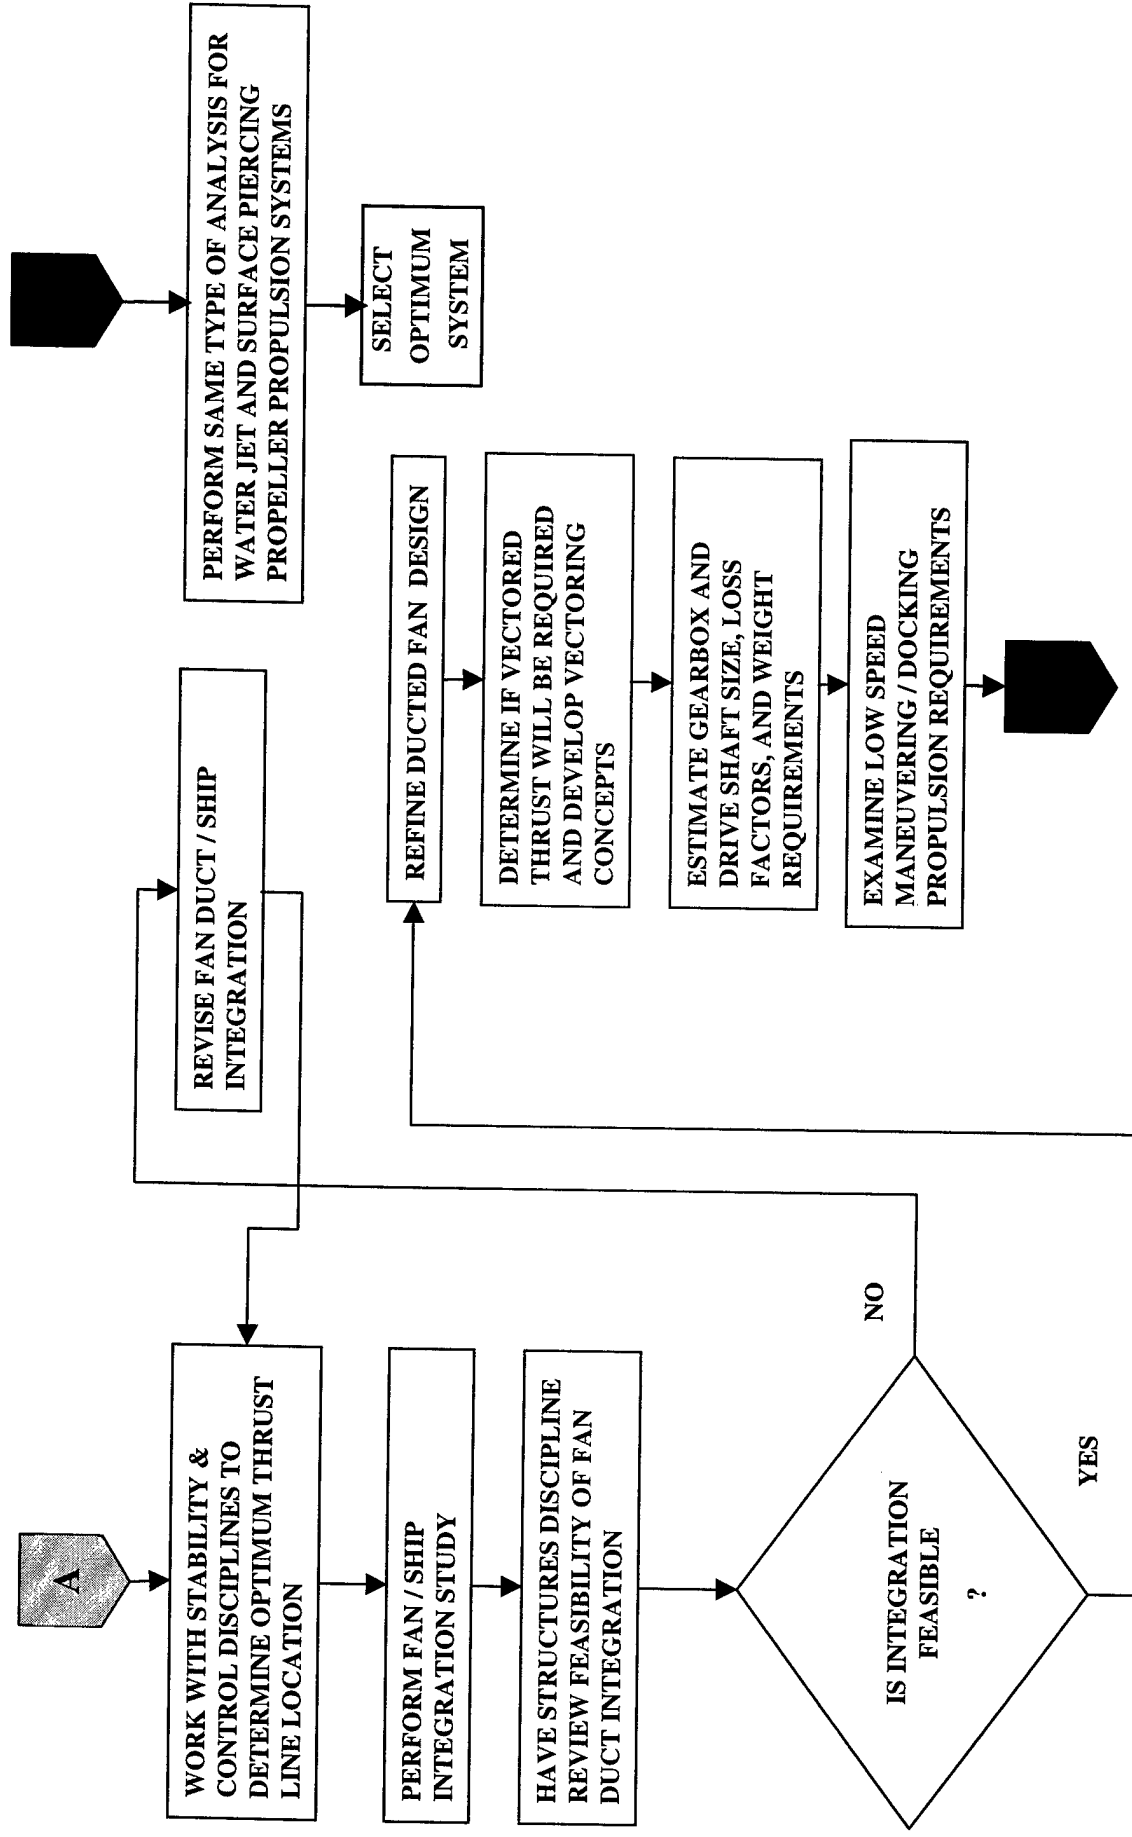 A
WORK WITH STABILITY &
CONTROL DISCIPLINES TO
DETERMINE OPTIMUM THRUST
LINE LOCATION
PERFORM FAN / SHIP
INTEGRATION STUDY
HAVE STRUCTURES DISCIPLINE
REVIEW FEASIBILITY OF FAN
DUCT INTEGRATION
IS INTEGRATION
FEASIBLE
?
NO
YES
REVISE FAN DUCT / SHIP
INTEGRATION
REFINE DUCTED FAN DESIGN
DETERMINE IF VECTORED
THRUST WILL BE REQUIRED
AND DEVELOP VECTORING
CONCEPTS
ESTIMATE GEARBOX AND
DRIVE SHAFT SIZE, LOSS
FACTORS, AND WEIGHT
REQUIREMENTS
EXAMINE LOW SPEED
MANEUVERING / DOCKING
PROPULSION REQUIREMENTS
PERFORM SAME TYPE OF ANALYSIS FOR
WATER JET AND SURFACE PIERCING
PROPELLER PROPULSION SYSTEMS
SELECT
OPTIMUM
SYSTEM